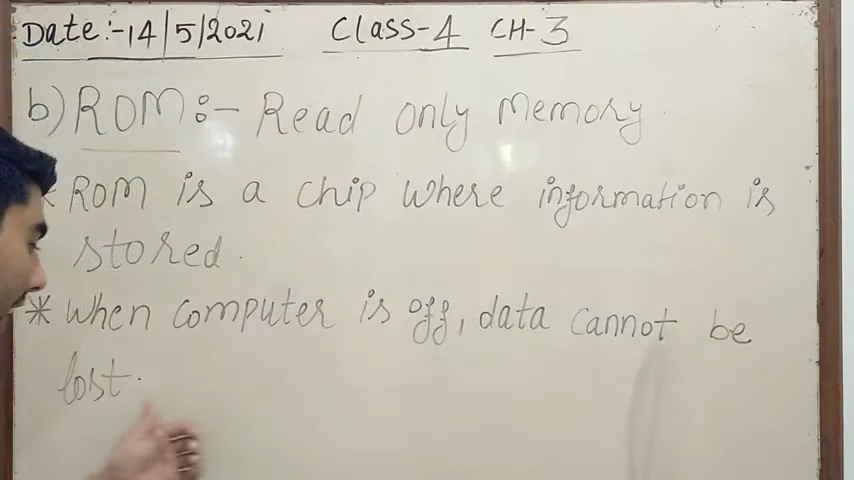 Date:-14/5/2021 Class-4 CH-3
b) ROM:- Read only Memory
* ROM is a chip where information is
stored.
* When computer is off, data cannot be
lost.